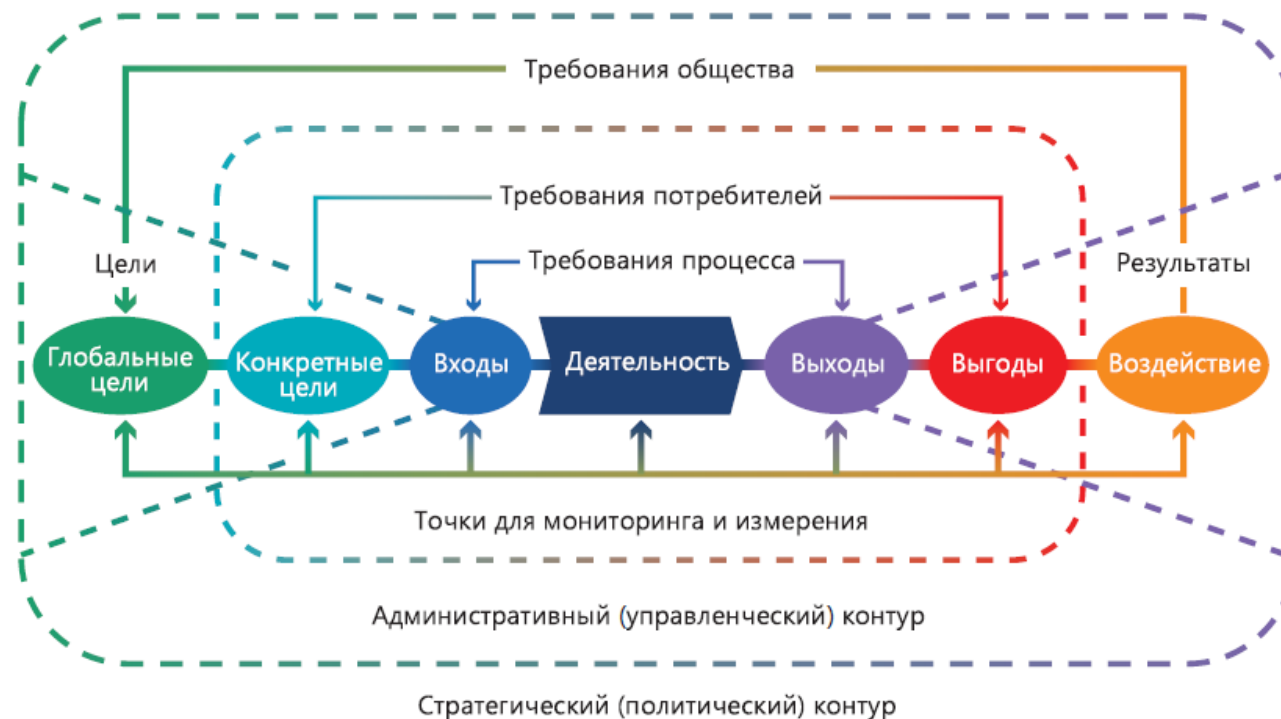 Требования общества
Требования потребителей
Требования процесса
Цели
Результаты
Глобальные
цели
Конкретные
цели
Входы
Деятельность
Выходы
Выгоды
Воздействие
Точки для мониторинга и измерения
Административный (управленческий) контур
Стратегический (политический) контур